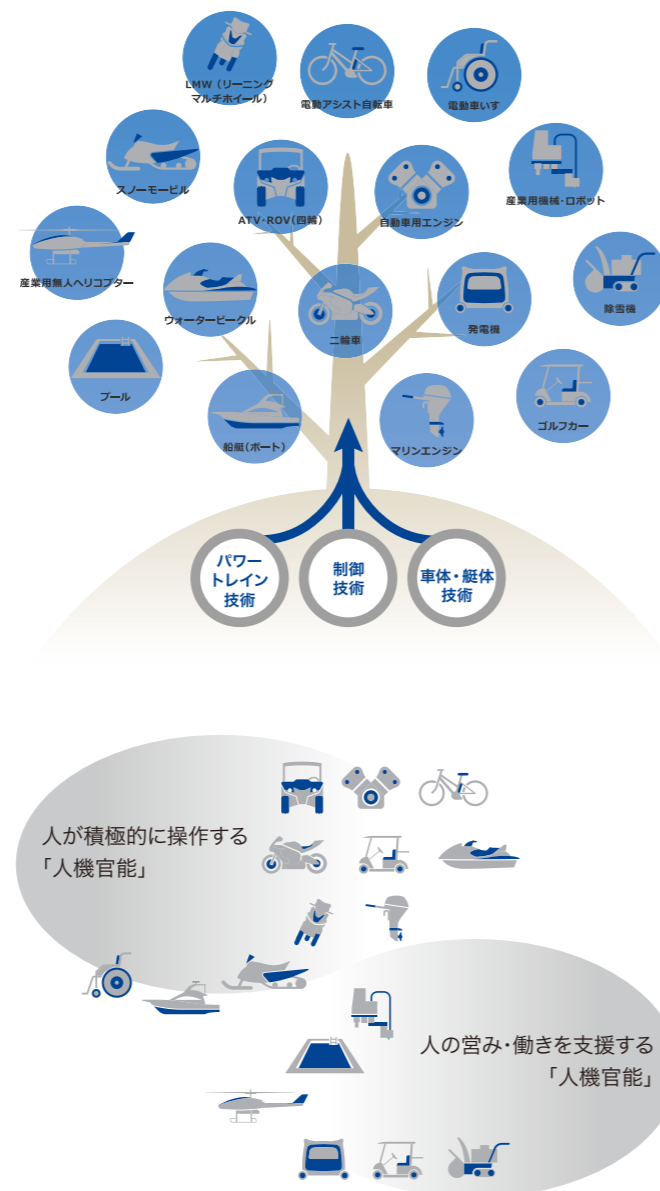 LMW（リーニング
マルチホイール）
電動アシスト自転車
電動車いす
スノーモービル
ATV・ROV（四輪）
自動車用エンジン
産業用機械・ロボット
産業用無人ヘリコプター
ウォータービークル
二輪車
発電機
除雪機
プール
船艇（ボート）
マリンエンジン
ゴルフカー
パワー
トレイン
技術
制御
技術
車体・艇体
技術
人が積極的に操作する
「人機官能」
人の営み・働きを支援する
「人機官能」